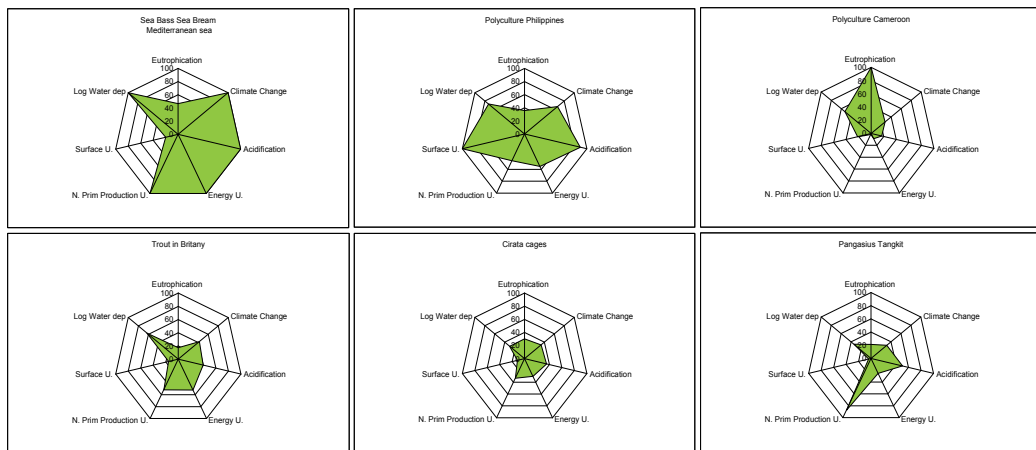 Sea Bass Sea Bream
Mediterranean sea
Eutrophication
100
80
60
40
20
0
Log Water dep
Climate Change
Surface U.
Acidification
N. Prim Production U.
Energy U.
Polyculture Philippines
Eutrophication
100
80
60
40
20
0
Log Water dep
Climate Change
Surface U.
Acidification
N. Prim Production U.
Energy U.
Polyculture Cameroon
Eutrophication
100
80
60
40
20
0
Log Water dep
Climate Change
Surface U.
Acidification
N. Prim Production U.
Energy U.
Trout in Britany
Eutrophication
100
80
60
40
20
0
Log Water dep
Climate Change
Surface U.
Acidification
N. Prim Production U.
Energy U.
Cirata cages
Eutrophication
100
80
60
40
20
0
Log Water dep
Climate Change
Surface U.
Acidification
N. Prim Production U.
Energy U.
Pangasius Tangkit
Eutrophication
100
80
60
40
20
0
Log Water dep
Climate Change
Surface U.
Acidification
N. Prim Production U.
Energy U.